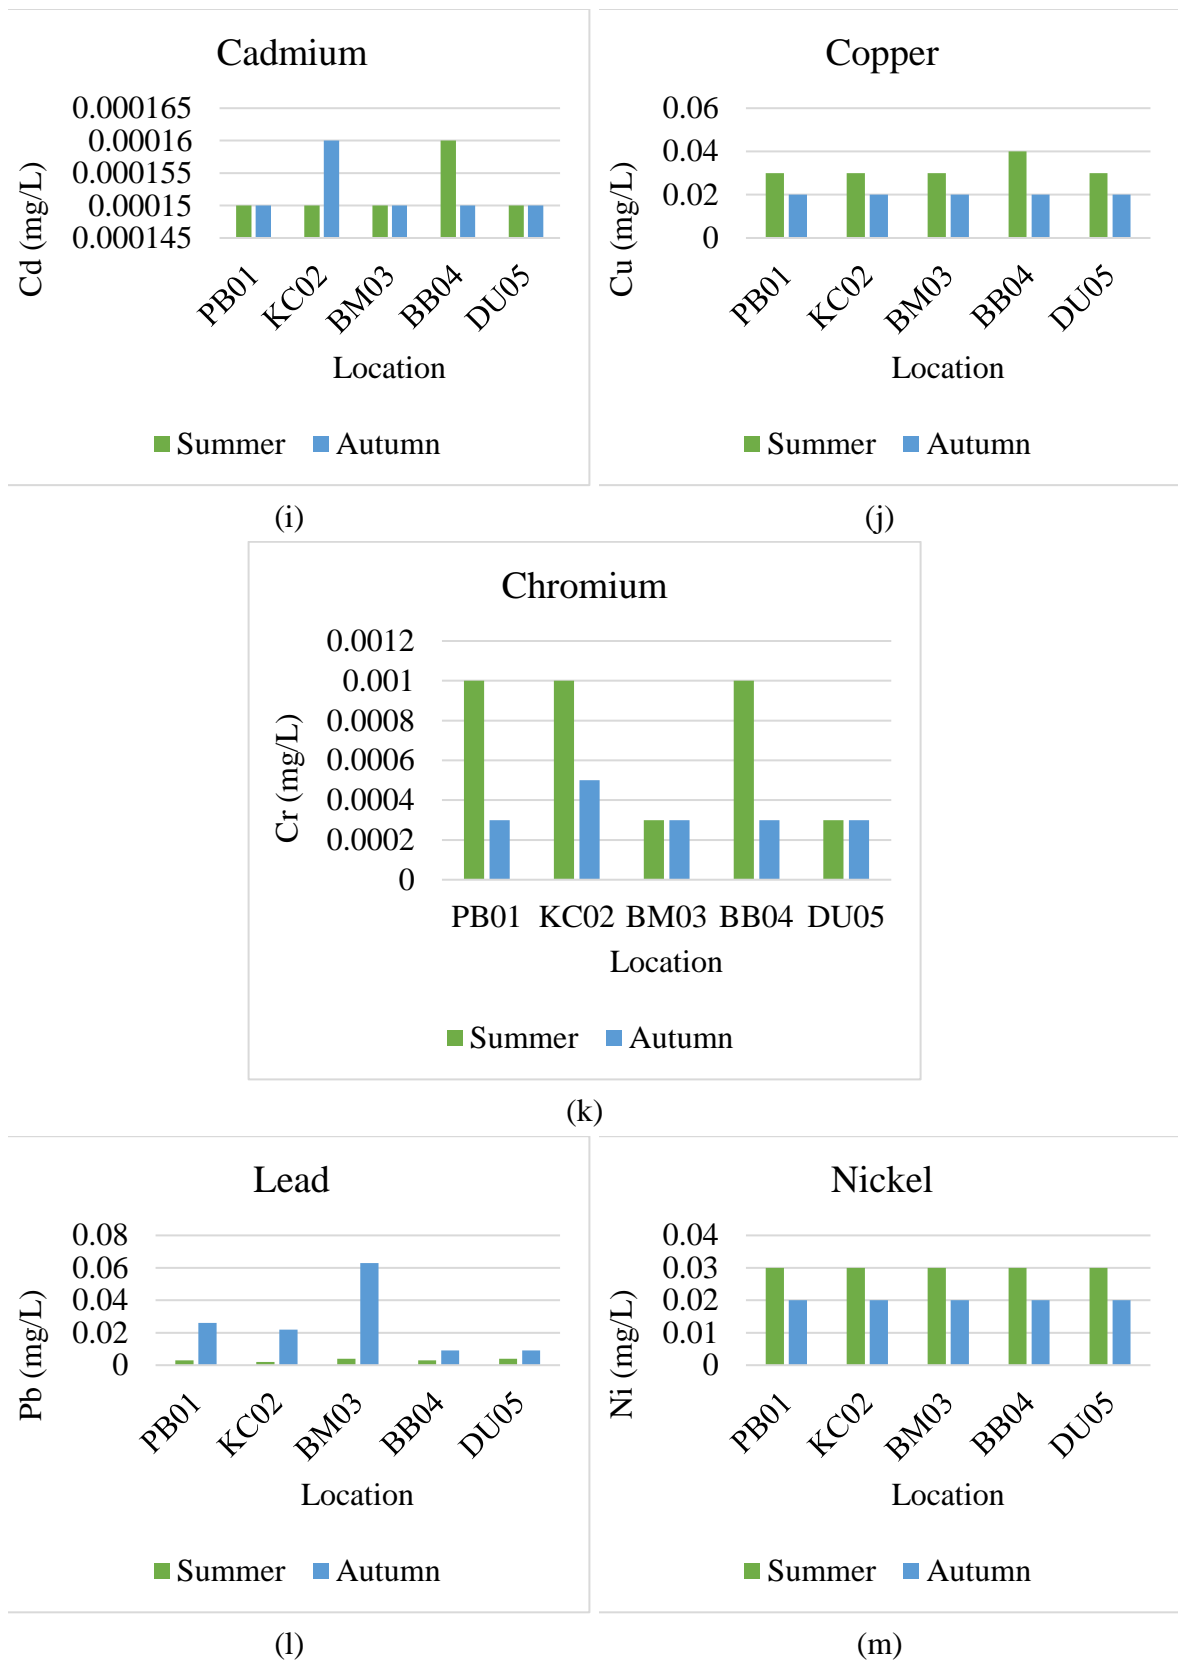 Cadmium
0.000165
0.00016
0.000155
0.00015
0.000145
Cd (mg/L)
PB01 KC02 BM03 BB04 DU05
Location
Summer Autumn
(i)
Copper
0.06
0.04
0.02
0
Cu (mg/L)
PB01 KC02 BM03 BB04 DU05
Location
Summer Autumn
(j)
Chromium
0.0012
0.001
0.0008
0.0006
0.0004
0.0002
0
Cr (mg/L)
PB01 KC02 BM03 BB04 DU05
Location
Summer Autumn
(k)
Lead
0.08
0.06
0.04
0.02
0
Pb (mg/L)
PB01 KC02 BM03 BB04 DU05
Location
Summer Autumn
(l)
Nickel
0.04
0.03
0.02
0.01
0
Ni (mg/L)
PB01 KC02 BM03 BB04 DU05
Location
Summer Autumn
(m)